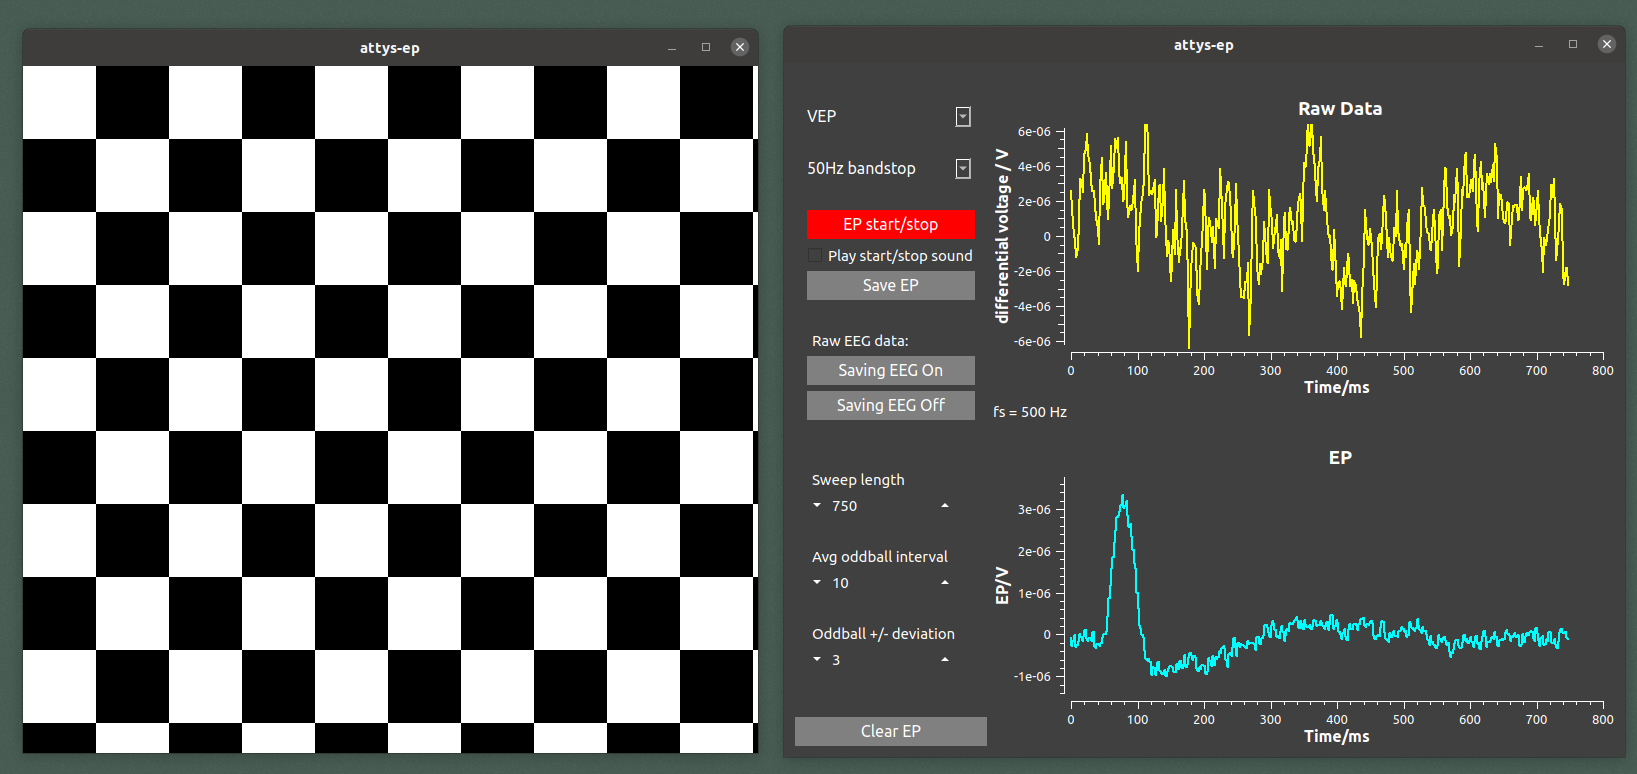 attys-ep
attys-ep
VEP
50Hz bandstop
EP start/stop
Play start/stop sound
Save EP
Raw EEG data:
Saving EEG On
Saving EEG Off
Sweep length
750
Avg oddball interval
10
Oddball +/- deviation
3
Clear EP
Raw Data
differential voltage / V
6e-06
4e-06
2e-06
0
-2e-06
-4e-06
-6e-06
0 100 200 300 400 500 600 700 800
Time/ms
fs = 500 Hz
EP
EP/V
3e-06
2e-06
1e-06
0
-1e-06
0 100 200 300 400 500 600 700 800
Time/ms